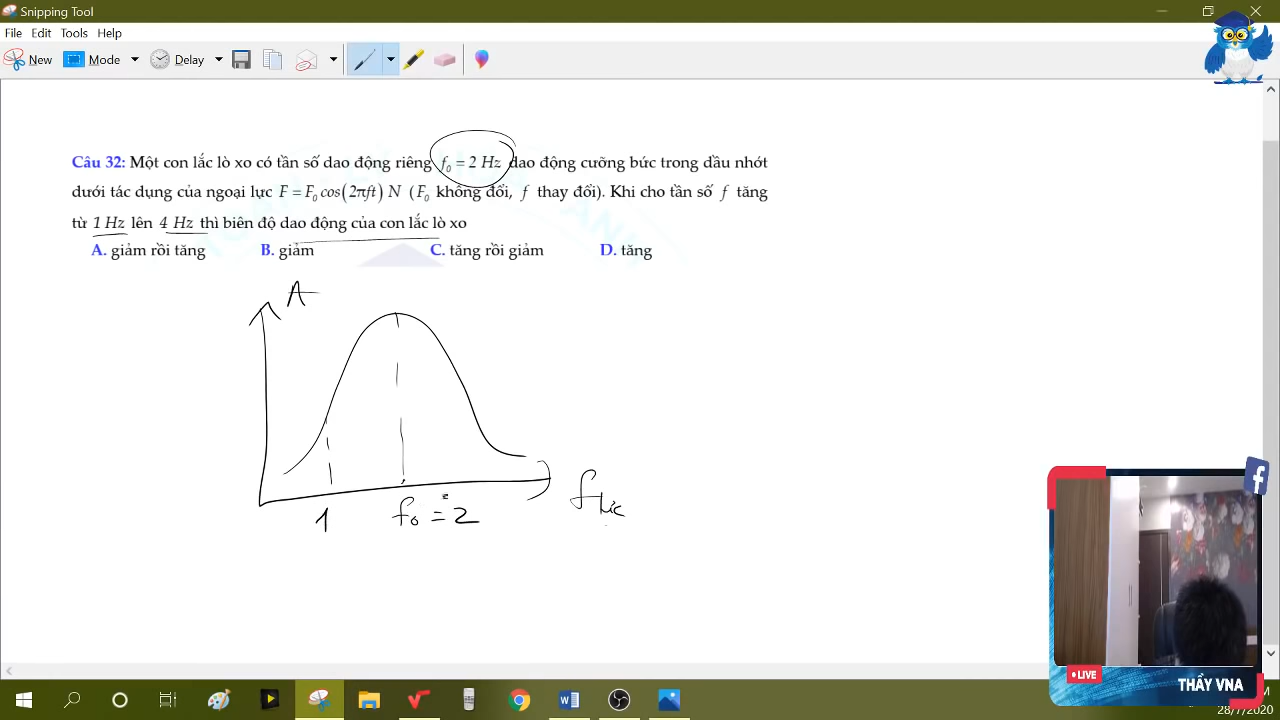 Snipping Tool
File Edit Tools Help
New Mode Delay
Câu 32: Một con lắc lò xo có tần số dao động riêng f₀ = 2 Hz dao động cưỡng bức trong dầu nhớt
dưới tác dụng của ngoại lực F = F₀ cos(2πft) N (F₀ không đổi, f thay đổi). Khi cho tần số f tăng
từ 1 Hz lên 4 Hz thì biên độ dao động của con lắc lò xo
A. giảm rồi tăng B. giảm C. tăng rồi giảm D. tăng
A
1 f₀ = 2 f lực
LIVE
THẦY VNA
28/7/2020